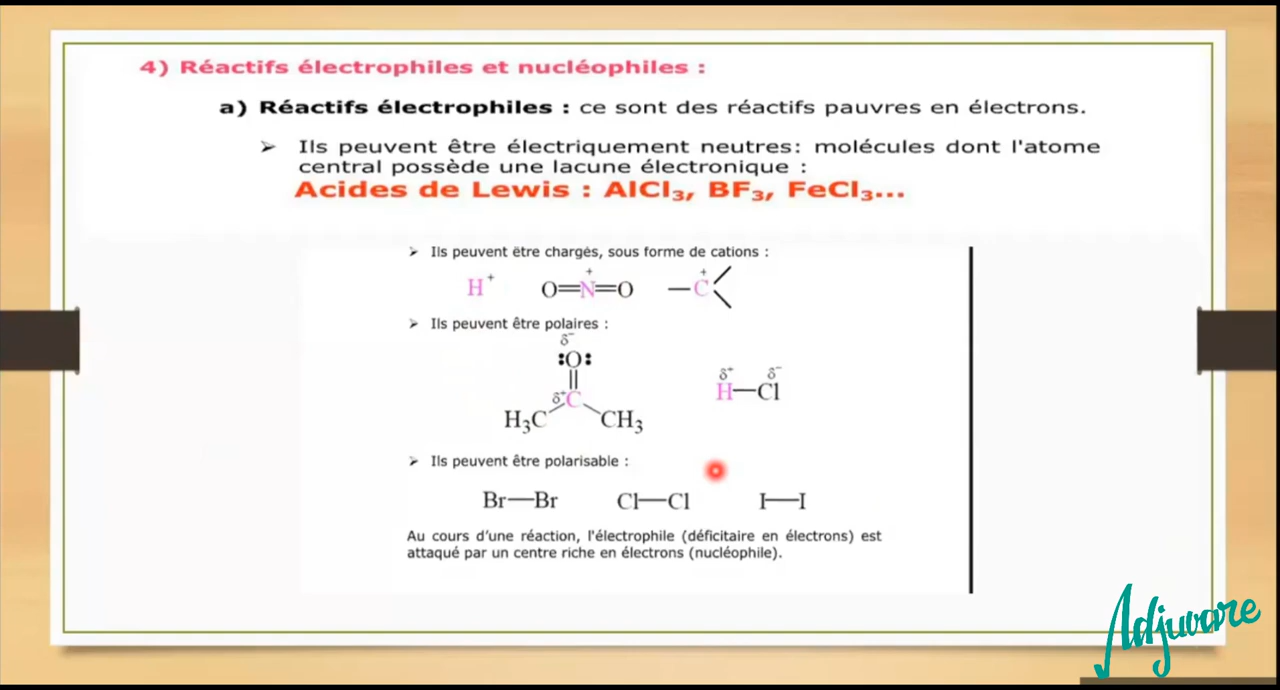 4) Réactifs électrophiles et nucléophiles :
a) Réactifs électrophiles : ce sont des réactifs pauvres en électrons.
➢ Ils peuvent être électriquement neutres: molécules dont l'atome
central possède une lacune électronique :
Acides de Lewis : AlCl₃, BF₃, FeCl₃...
➢ Ils peuvent être chargés, sous forme de cations :
H⁺ O=N⁺=O —C⁺
➢ Ils peuvent être polaires :
δ⁻
:O:
δ⁺ C
H₃C CH₃
δ⁺ δ⁻
H—Cl
➢ Ils peuvent être polarisable :
Br—Br Cl—Cl I—I
Au cours d'une réaction, l'électrophile (déficitaire en électrons) est
attaqué par un centre riche en électrons (nucléophile).
Adjuvare